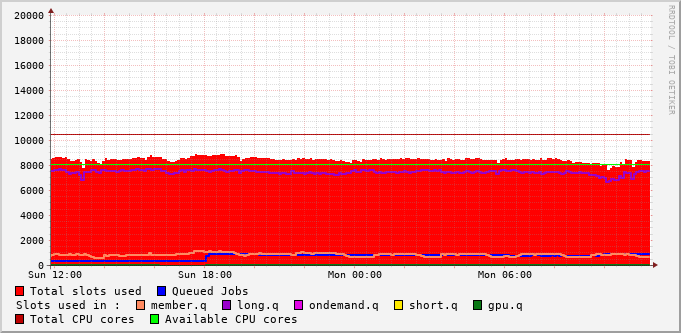 20000
18000
16000
14000
12000
10000
8000
6000
4000
2000
0
Sun 12:00 Sun 18:00 Mon 00:00 Mon 06:00
Total slots used Queued Jobs
Slots used in : member.q long.q ondemand.q short.q gpu.q
Total CPU cores Available CPU cores
RRDTOOL / TOBI OETIKER